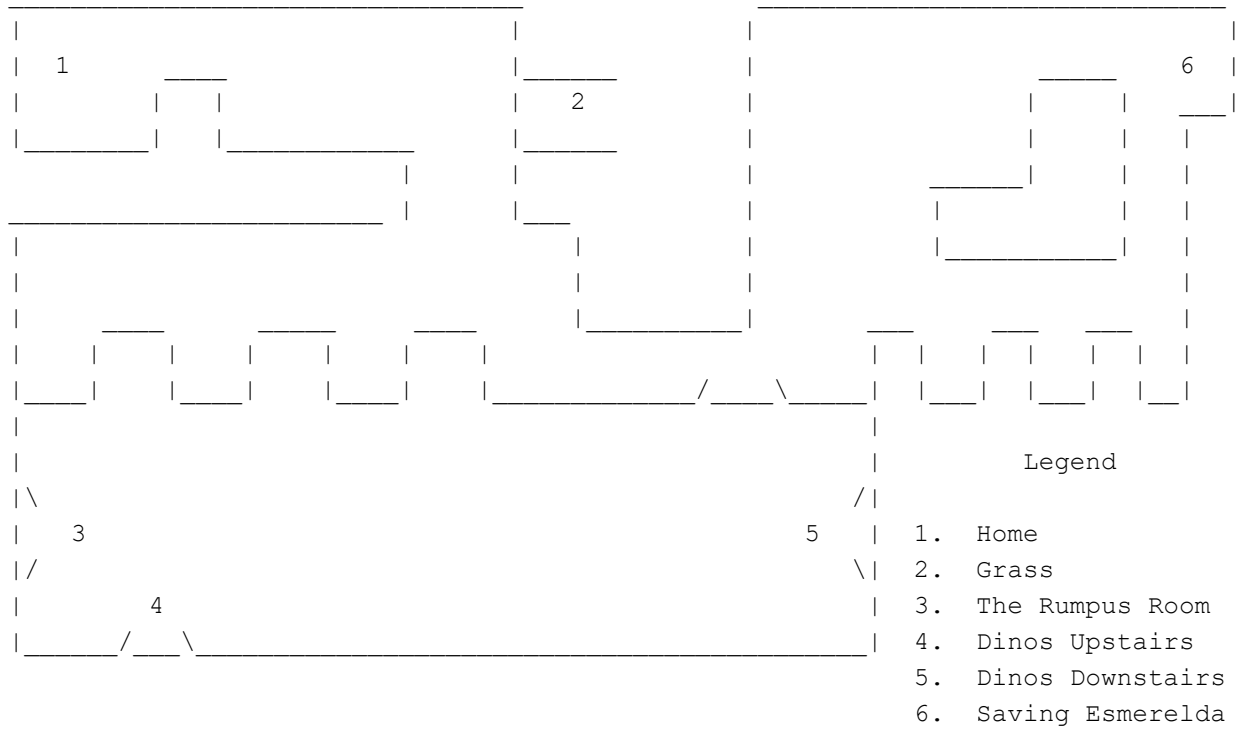 1
6
2
Legend
3
5
1. Home
2. Grass
4
3. The Rumpus Room
4. Dinos Upstairs
5. Dinos Downstairs
6. Saving Esmerelda